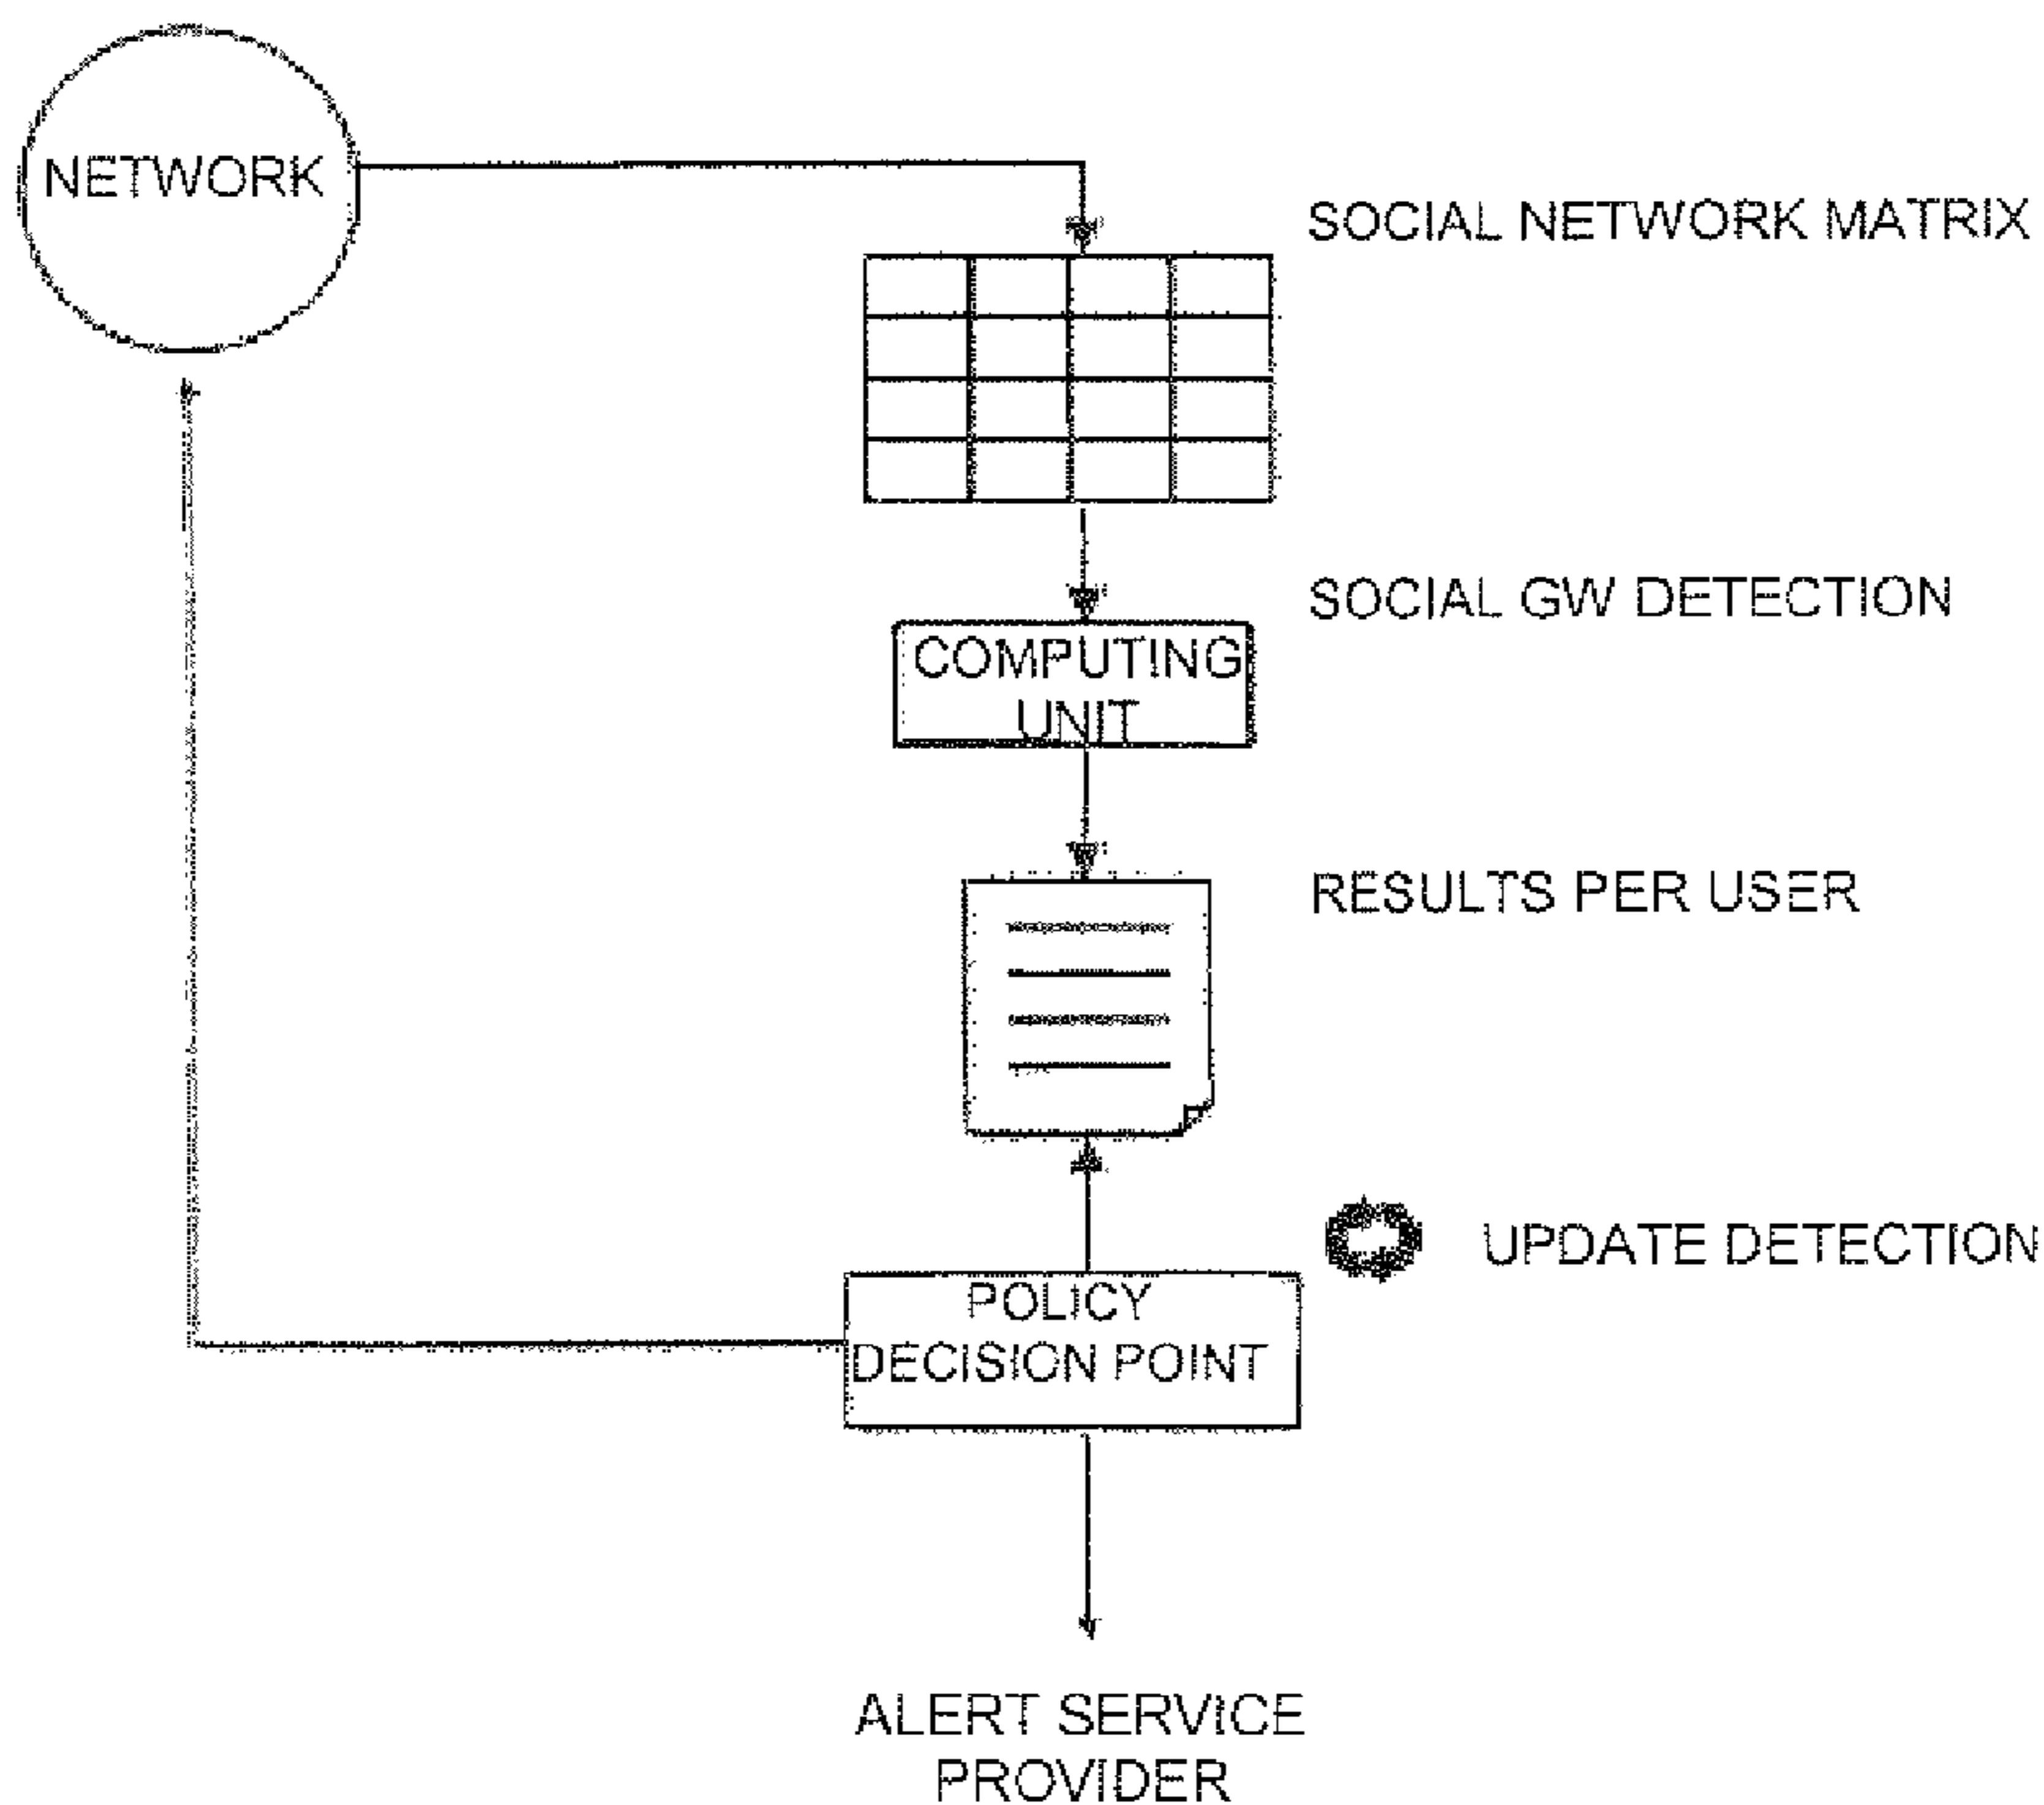 NETWORK
SOCIAL NETWORK MATRIX
SOCIAL GW DETECTION
COMPUTING
UNIT
RESULTS PER USER
UPDATE DETECTION
POLICY
DECISION POINT
ALERT SERVICE
PROVIDER